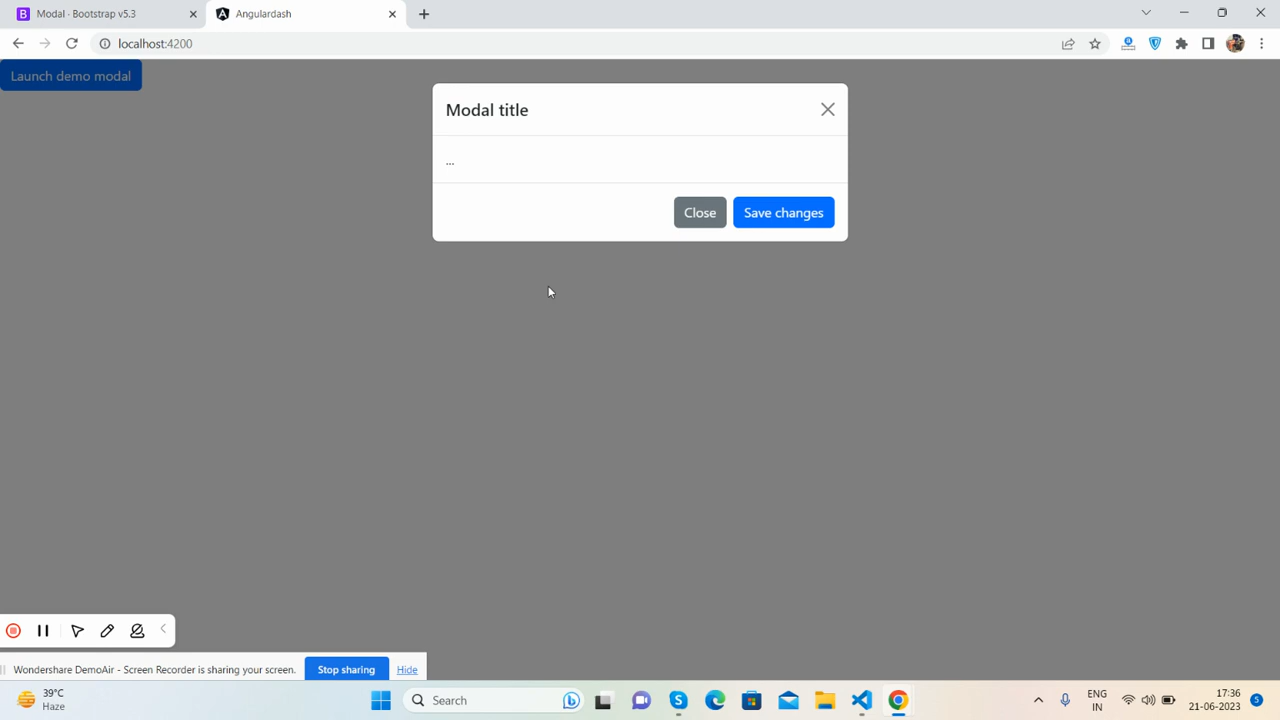 Modal · Bootstrap v5.3
Angulardash
localhost:4200
Launch demo modal
Modal title
...
Close
Save changes
Wondershare DemoAir - Screen Recorder is sharing your screen.
Stop sharing
Hide
39°C
Haze
Search
ENG
IN
17:36
21-06-2023
5